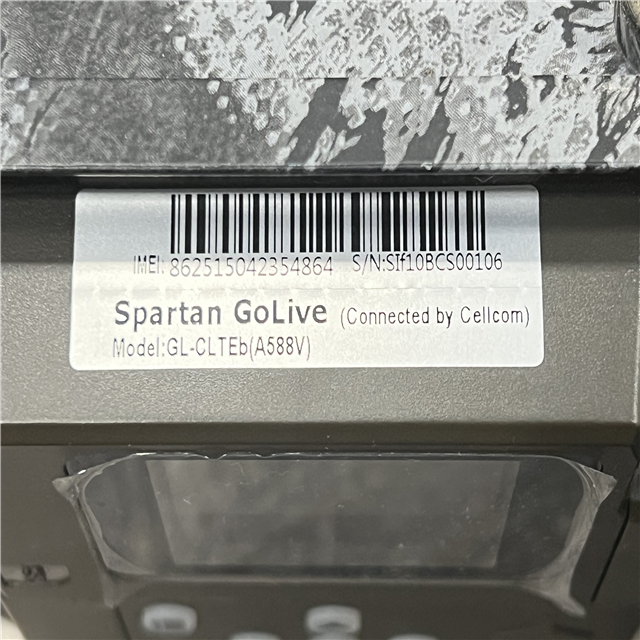 IMEI: 862515042354864 S/N:SIf10BCS00106
Spartan GoLive (Connected by Cellcom)
Model:GL-CLTEb(A588V)